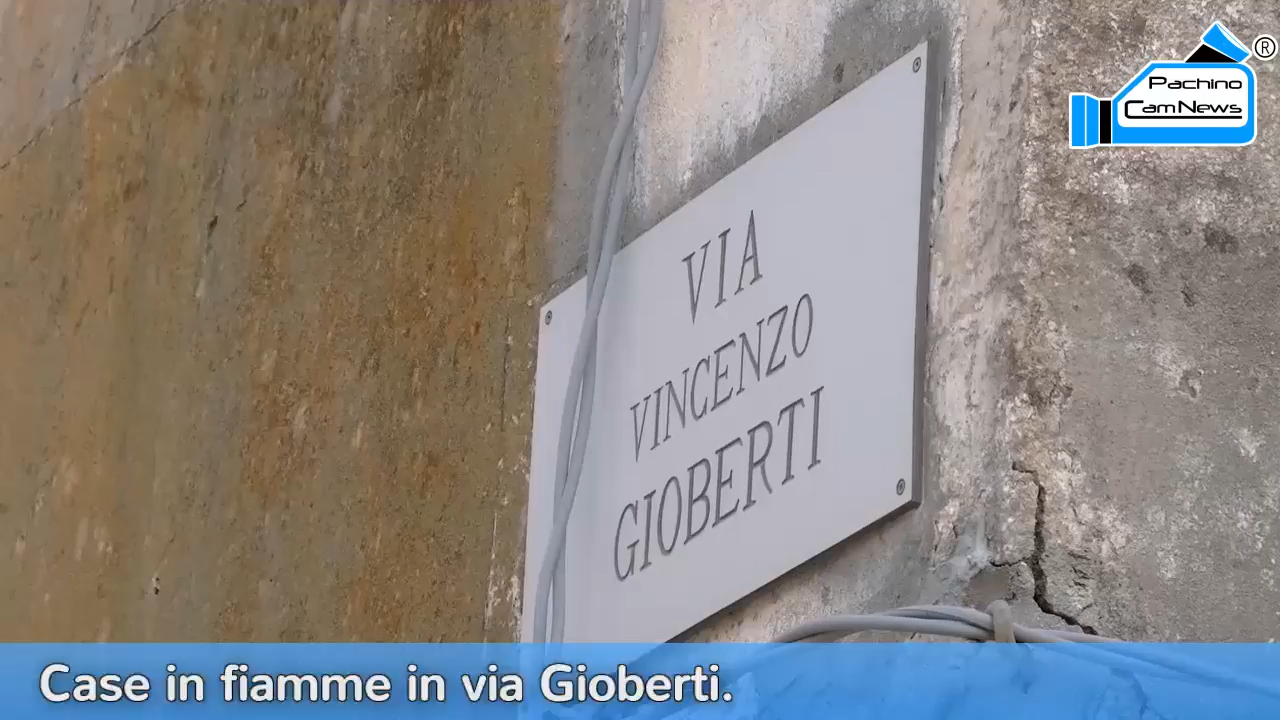 Pachino
CamNews
®
VIA
VINCENZO
GIOBERTI
Case in fiamme in via Gioberti.